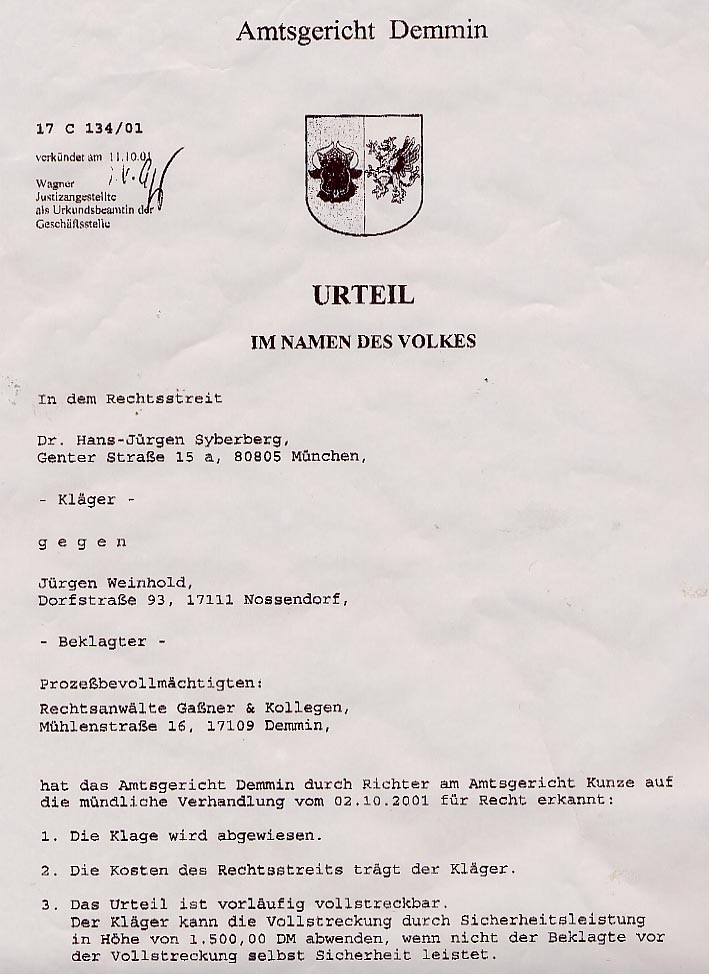 Amtsgericht Demmin
17 C 134/01
verkündet am 11.10.01
Wagner
Justizangestellte
als Urkundsbeamtin der
Geschäftsstelle
URTEIL
IM NAMEN DES VOLKES
In dem Rechtsstreit
Dr. Hans-Jürgen Syberberg,
Genter Straße 15 a, 80805 München,
- Kläger -
g e g e n
Jürgen Weinhold,
Dorfstraße 93, 17111 Nossendorf,
- Beklagter -
Prozeßbevollmächtigten:
Rechtsanwälte Gaßner & Kollegen,
Mühlenstraße 16, 17109 Demmin,
hat das Amtsgericht Demmin durch Richter am Amtsgericht Kunze auf
die mündliche Verhandlung vom 02.10.2001 für Recht erkannt:
1. Die Klage wird abgewiesen.
2. Die Kosten des Rechtsstreits trägt der Kläger.
3. Das Urteil ist vorläufig vollstreckbar.
Der Kläger kann die Vollstreckung durch Sicherheitsleistung
in Höhe von 1.500,00 DM abwenden, wenn nicht der Beklagte vor
der Vollstreckung selbst Sicherheit leistet.